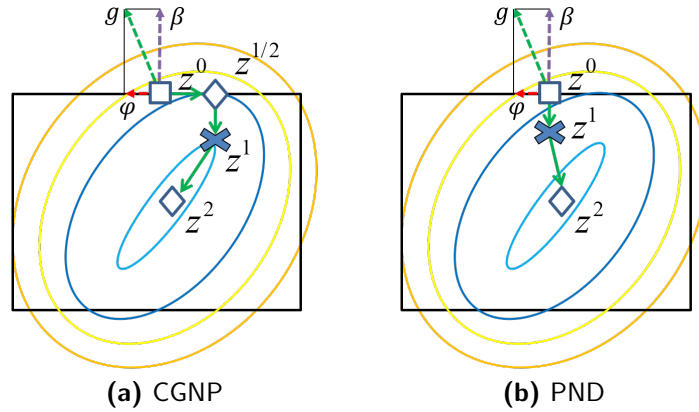 g β
z^0 z^{1/2}
φ
z^1
z^2
(a) CGNP
g β
z^0
φ
z^1
z^2
(b) PND